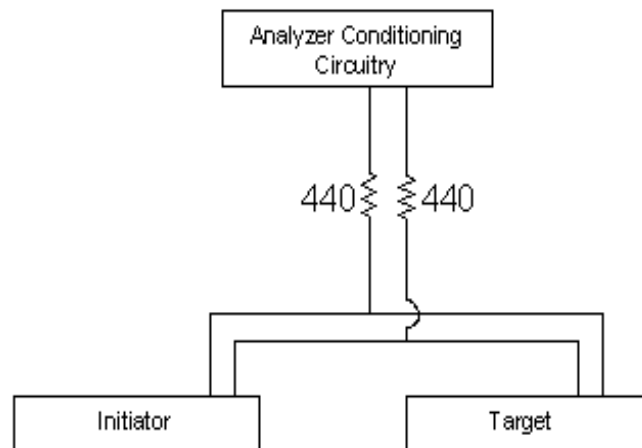 Analyzer Conditioning
Circuitry
440 440
Initiator Target